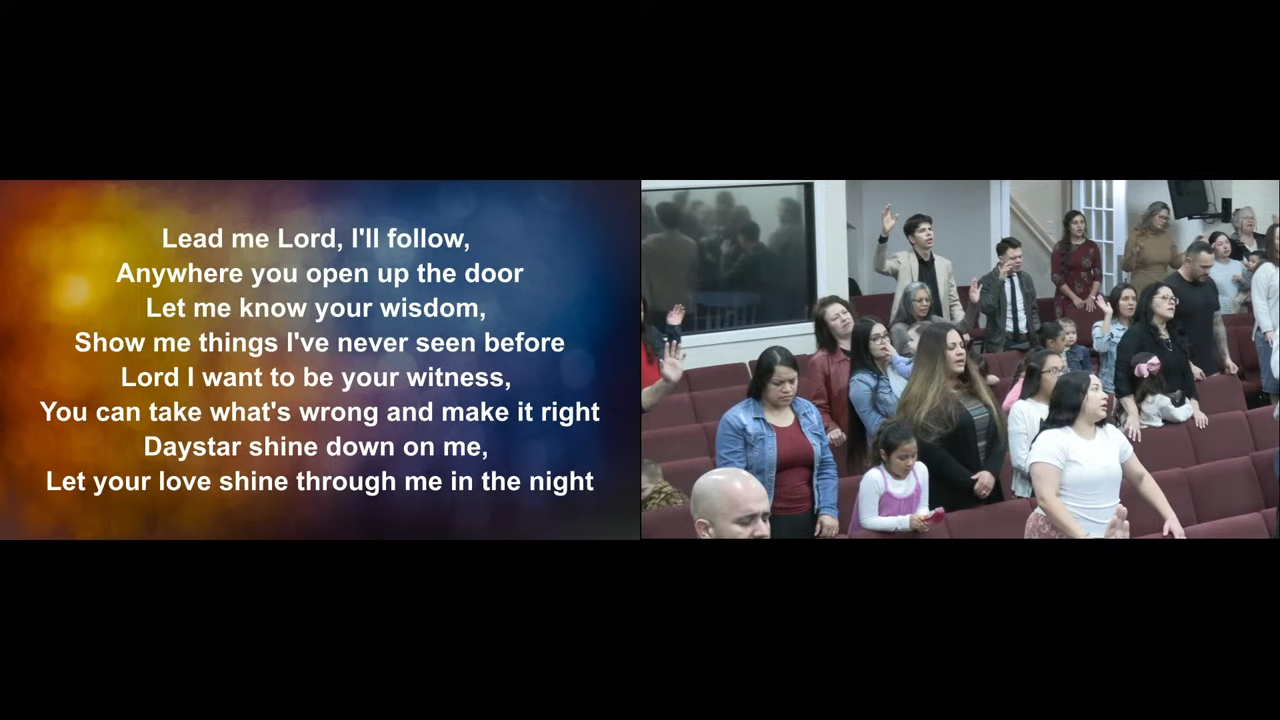 Lead me Lord, I'll follow,
Anywhere you open up the door
Let me know your wisdom,
Show me things I've never seen before
Lord I want to be your witness,
You can take what's wrong and make it right
Daystar shine down on me,
Let your love shine through me in the night